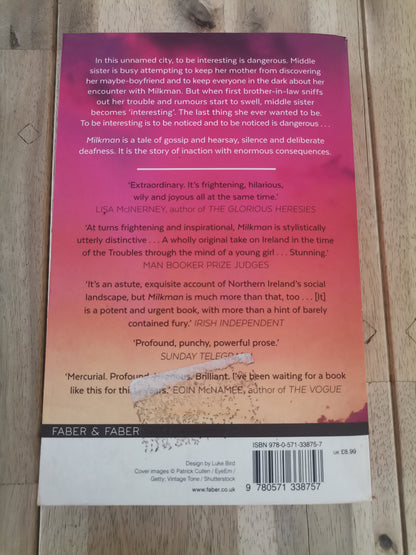 In this unnamed city, to be interesting is dangerous. Middle
sister is busy attempting to keep her mother from discovering
her maybe-boyfriend and to keep everyone in the dark about her
encounter with Milkman. But when first brother-in-law sniffs
out her trouble and rumours start to swell, middle sister
becomes ‘interesting’. The last thing she ever wanted to be.
To be interesting is to be noticed and to be noticed is dangerous . . .
Milkman is a tale of gossip and hearsay, silence and deliberate
deafness. It is the story of inaction with enormous consequences.
‘Extraordinary. It’s frightening, hilarious,
wily and joyous all at the same time.’
LISA McINERNEY, author of THE GLORIOUS HERESIES
‘At turns frightening and inspirational, Milkman is stylistically
utterly distinctive . . . A wholly original take on Ireland in the time
of the Troubles through the mind of a young girl . . . Stunning.’
MAN BOOKER PRIZE JUDGES
‘It’s an astute, exquisite account of Northern Ireland’s social
landscape, but Milkman is much more than that, too . . . [It]
is a potent and urgent book, with more than a hint of barely
contained fury.’ IRISH INDEPENDENT
‘Profound, punchy, powerful prose.’
SUNDAY TELEGRA
‘Mercurial. Profound. Brilliant. I’ve been waiting for a book
like this for EOIN McNAMEE, author of THE VOGUE
FABER & FABER
Design by Luke Bird
Cover images © Patrick Cullen / EyeEm /
Getty; Vintage Tone / Shutterstock
www.faber.co.uk
ISBN 978-0-571-33875-7
UK £8.99
9 780571 338757